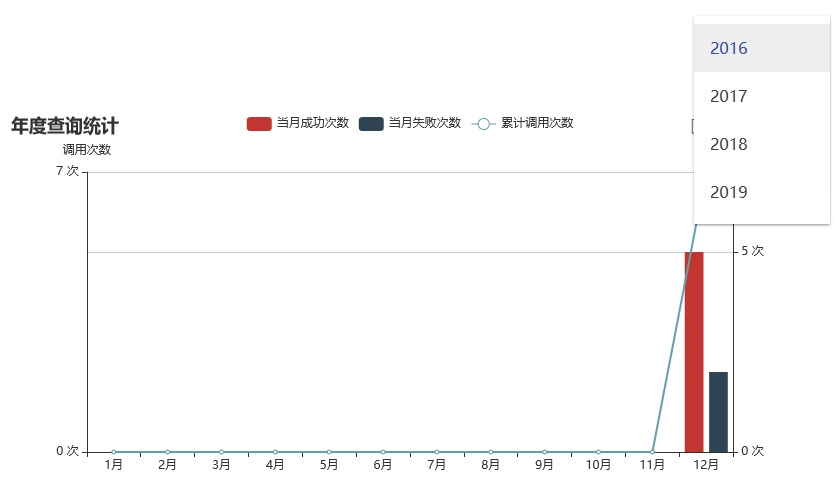 2016
2017
2018
2019
年度查询统计
当月成功次数 当月失败次数 累计调用次数
调用次数
7 次
5 次
0 次 0 次
1月 2月 3月 4月 5月 6月 7月 8月 9月 10月 11月 12月